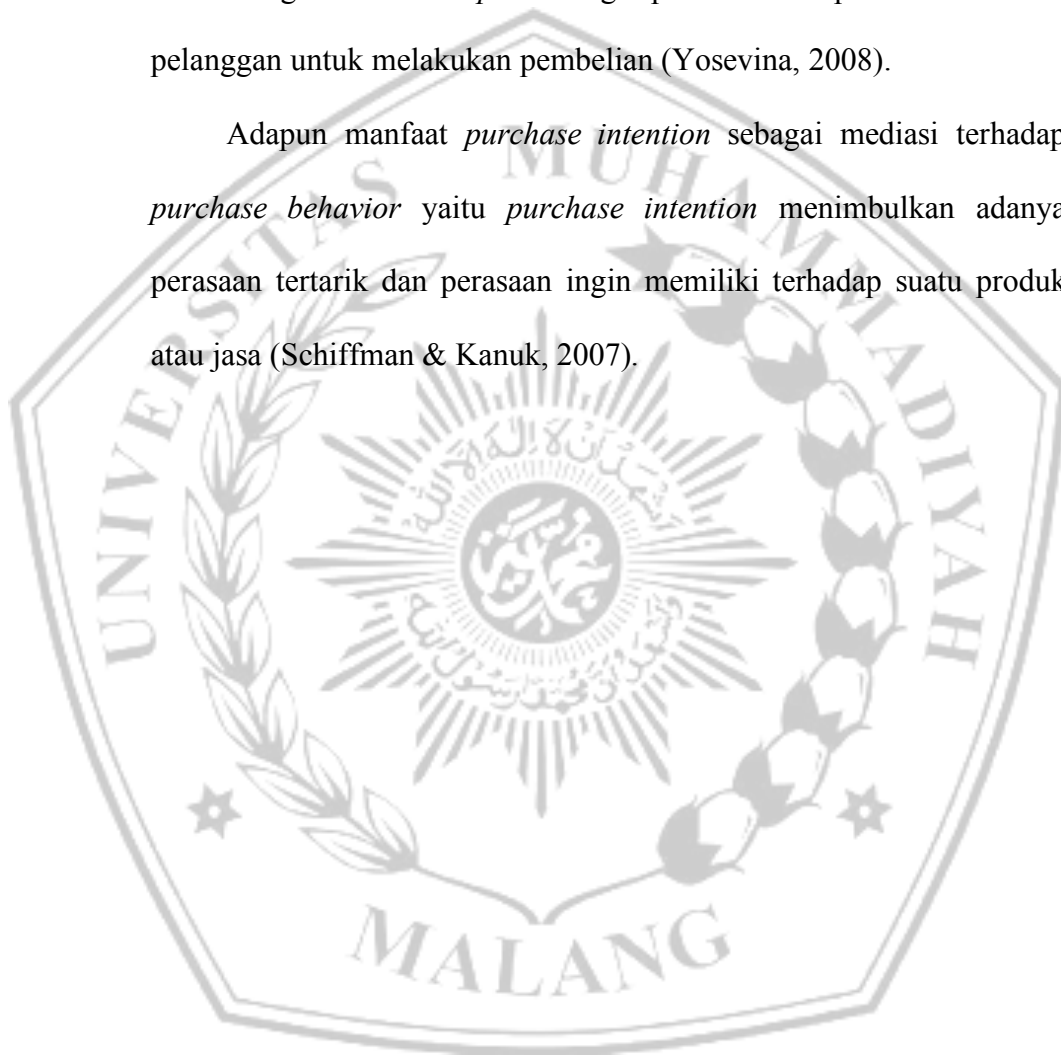 pelanggan untuk melakukan pembelian (Yosevina, 2008).
Adapun manfaat purchase intention sebagai mediasi terhadap
purchase behavior yaitu purchase intention menimbulkan adanya
perasaan tertarik dan perasaan ingin memiliki terhadap suatu produk
atau jasa (Schiffman & Kanuk, 2007).
UNIVERSITAS MUHAMMADIYAH
MALANG